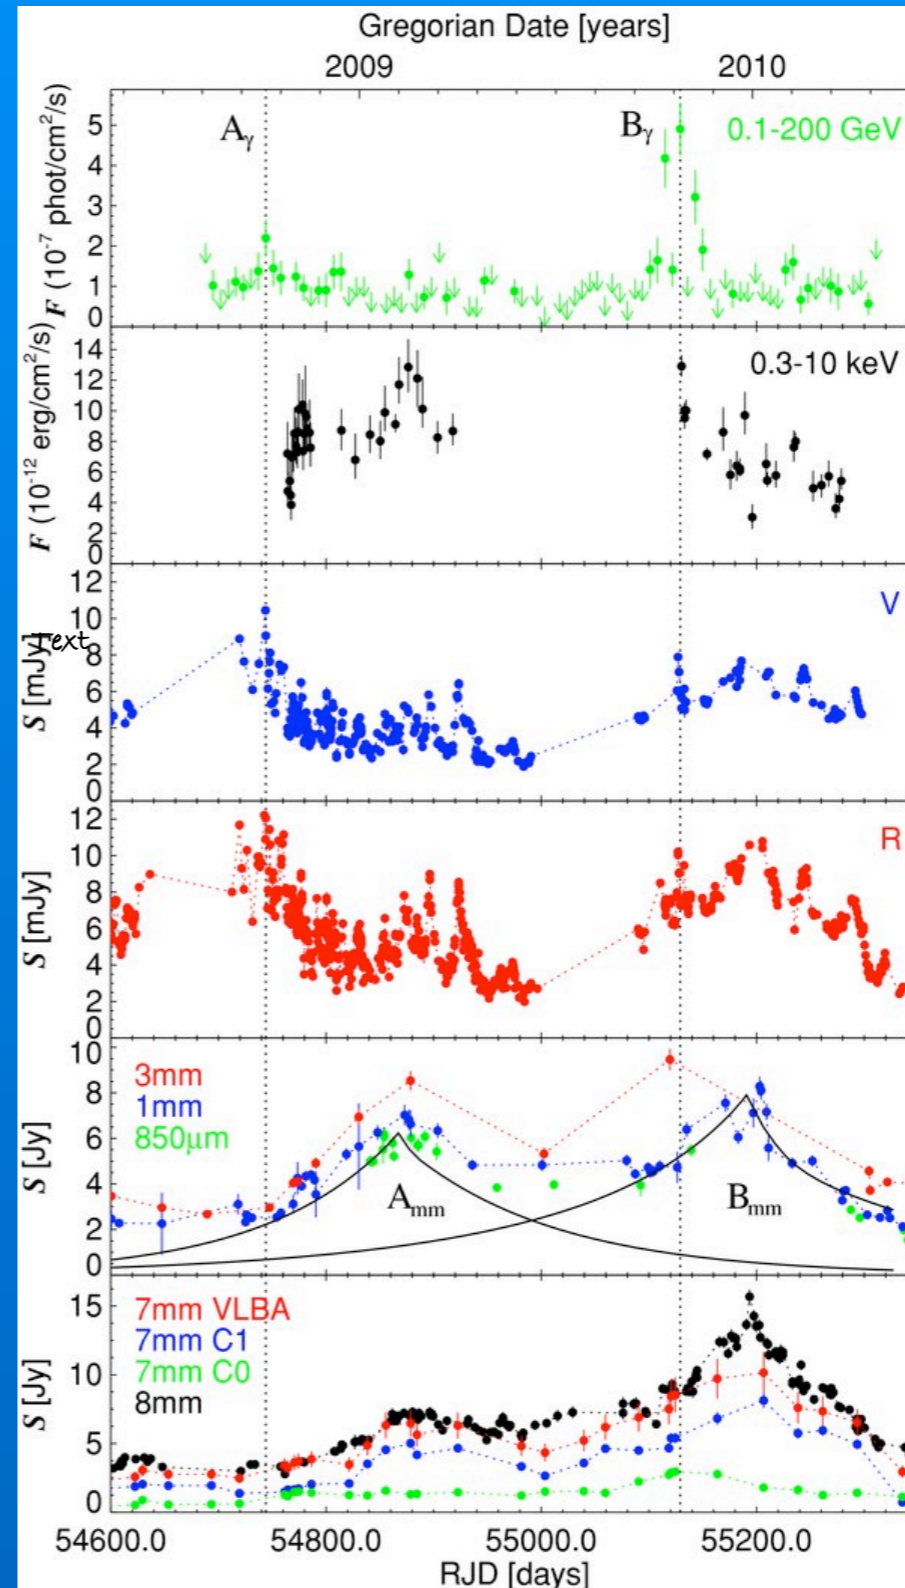 Gregorian Date [years]
2009 2010
F (10⁻⁷ phot/cm²/s)
5
4
3
2
1
0
Aγ
Bγ
0.1-200 GeV
F (10⁻¹² erg/cm²/s)
14
12
10
8
6
4
2
0
0.3-10 keV
S [mJy]
Text
12
10
8
6
4
2
0
V
S [mJy]
12
10
8
6
4
2
0
R
S [Jy]
10
8
6
4
2
0
3mm
1mm
850μm
Amm
Bmm
S [Jy]
15
10
5
0
7mm VLBA
7mm C1
7mm C0
8mm
54600.0 54800.0 55000.0 55200.0
RJD [days]